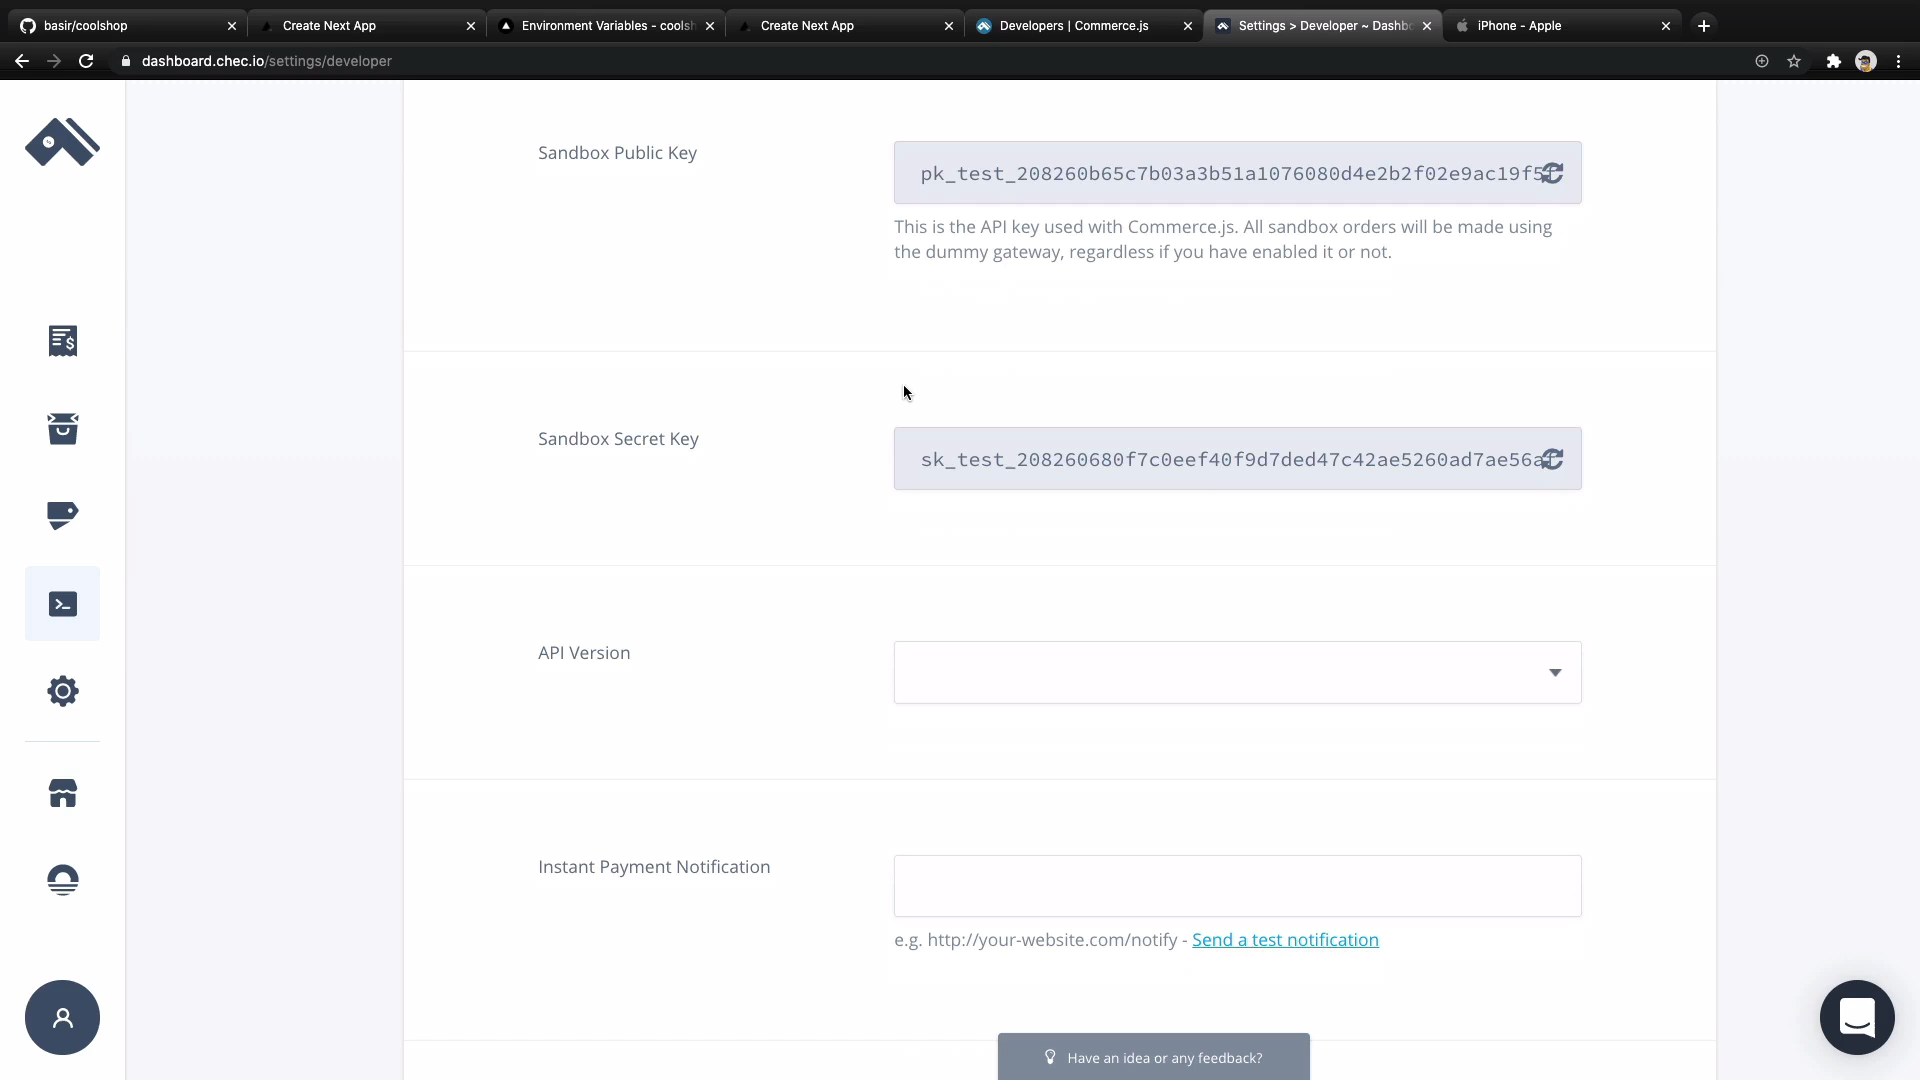 basir/coolshop
Create Next App
Environment Variables - coolsh
Create Next App
Developers | Commerce.js
Settings > Developer ~ Dashbo
iPhone - Apple
dashboard.chec.io/settings/developer
Sandbox Public Key
pk_test_208260b65c7b03a3b51a1076080d4e2b2f02e9ac19f5f
This is the API key used with Commerce.js. All sandbox orders will be made using
the dummy gateway, regardless if you have enabled it or not.
Sandbox Secret Key
sk_test_208260680f7c0eef40f9d7ded47c42ae5260ad7ae56af
API Version
Instant Payment Notification
e.g. http://your-website.com/notify - Send a test notification
Have an idea or any feedback?